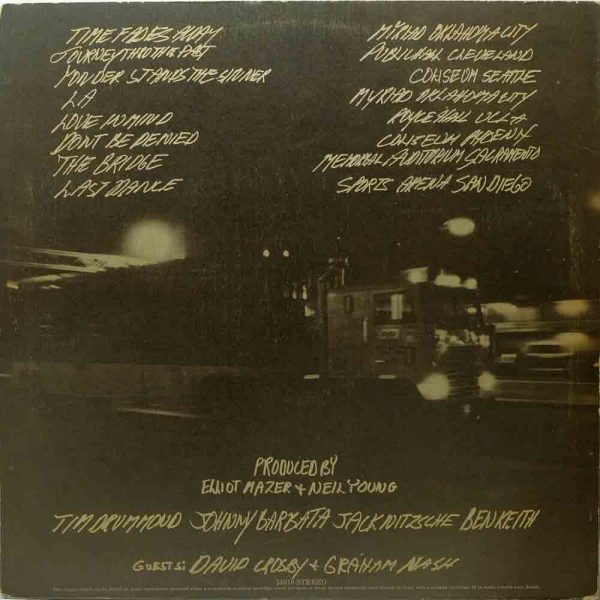 TIME FADES AWAY MYRIAD OKLAHOMA CITY
JOURNEY THRU THE PAST PUBLIC HALL CLEVELAND
YONDER STANDS THE SINNER COLISEUM SEATTLE
L.A. MYRIAD OKLAHOMA CITY
LOVE IN MIND ROYCE HALL UCLA
DONT BE DENIED COLISEUM PHOENIX
THE BRIDGE MEMORIAL AUDITORIUM SACRAMENTO
LAST DANCE SPORTS ARENA SAN DIEGO
PRODUCED BY
ELLIOT MAZER + NEIL YOUNG
TIM DRUMMOND JOHNNY BARBATA JACK NITZSCHE BEN KEITH
GUESTS: DAVID CROSBY + GRAHAM NASH
STEREO